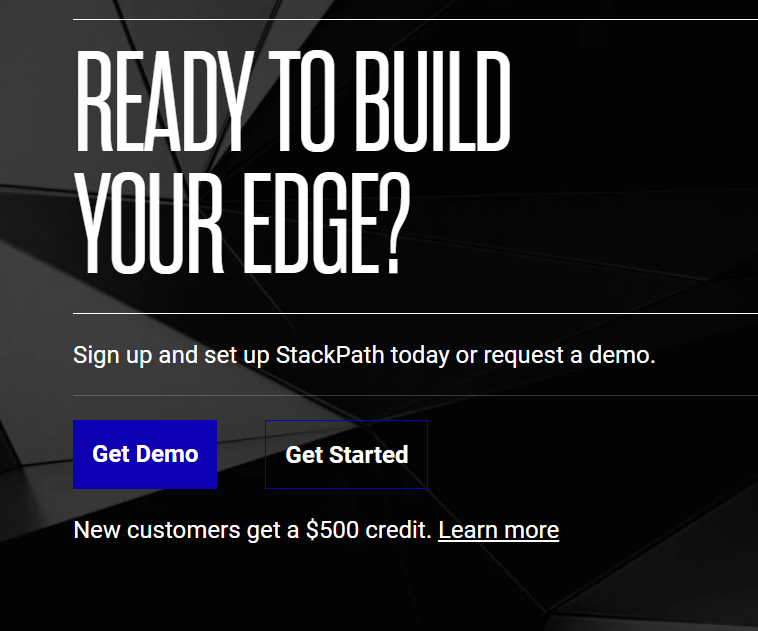 READY TO BUILD
YOUR EDGE?
Sign up and set up StackPath today or request a demo.
Get Demo
Get Started
New customers get a $500 credit. Learn more